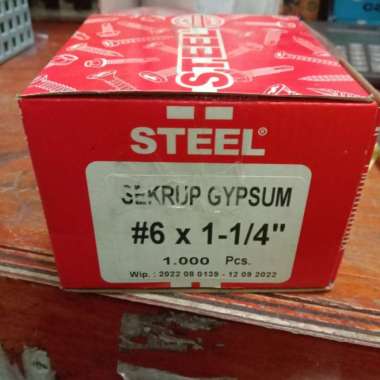 STEEL
STEEL®
SEKRUP GYPSUM
#6 x 1-1/4"
1.000 Pcs.
Wip. : 2022 08 0139 - 12 09 2022